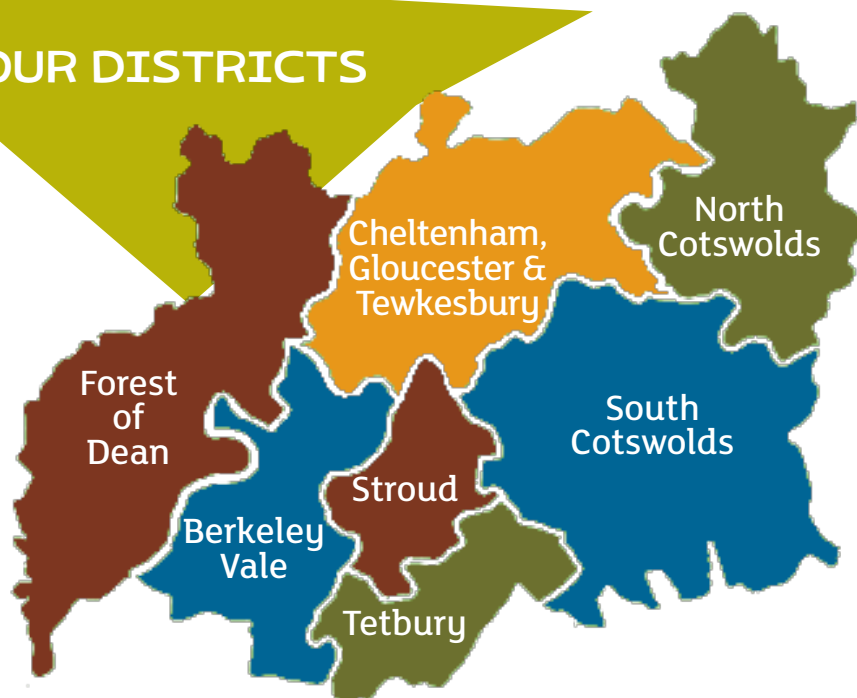 OUR DISTRICTS
North
Cotswolds
Cheltenham,
Gloucester &
Tewkesbury
Forest
of
Dean
South
Cotswolds
Stroud
Berkeley
Vale
Tetbury